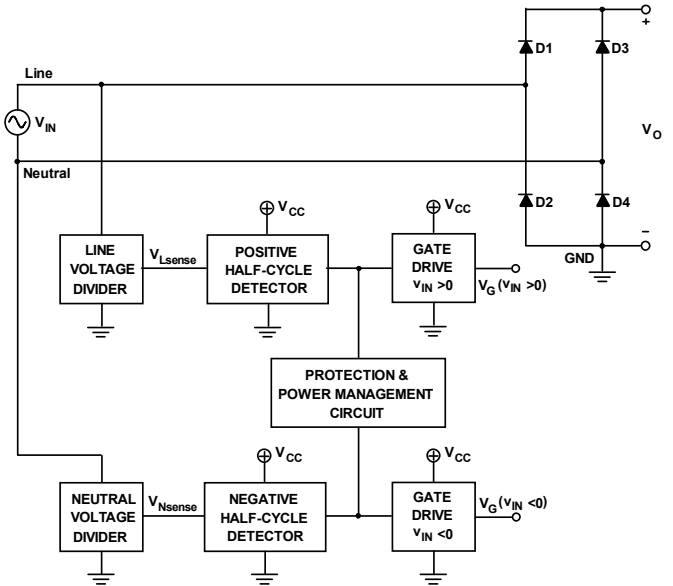 +
D1
D3
Line
V_IN
V_O
Neutral
D2
D4
V_CC
V_CC
−
GND
LINE
VOLTAGE
DIVIDER
V_Lsense
POSITIVE
HALF-CYCLE
DETECTOR
GATE
DRIVE
v_IN >0
V_G (v_IN >0)
PROTECTION &
POWER MANAGEMENT
CIRCUIT
V_CC
V_CC
NEUTRAL
VOLTAGE
DIVIDER
V_Nsense
NEGATIVE
HALF-CYCLE
DETECTOR
GATE
DRIVE
v_IN <0
V_G (v_IN <0)